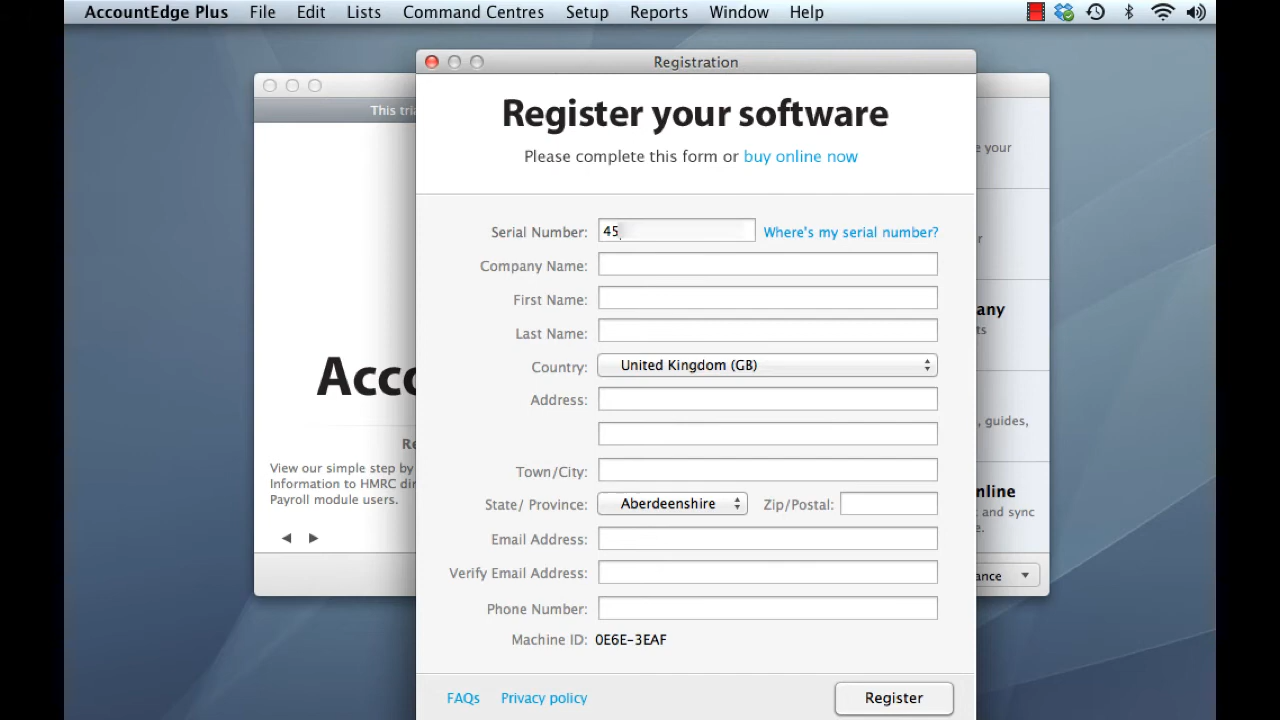 AccountEdge Plus File Edit Lists Command Centres Setup Reports Window Help
Registration
This
Register your software
Please complete this form or buy online now
e your
Serial Number: 45 Where's my serial number?
Company Name:
First Name:
Last Name:
Country: United Kingdom (GB)
Address:
Town/City:
State/ Province: Aberdeenshire Zip/Postal:
Email Address:
Verify Email Address:
Phone Number:
Machine ID: 0E6E-3EAF
FAQs Privacy policy Register
Acco
Re
View our simple step by
Information to HMRC dir
Payroll module users.
any
ts
, guides,
nline
and sync
e.
ance